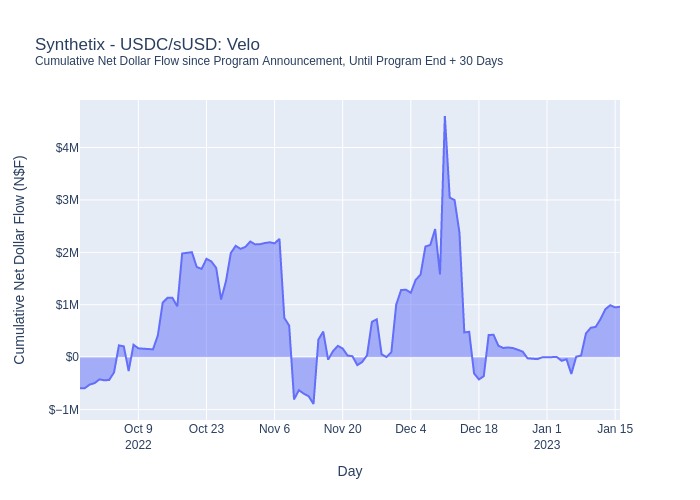 Synthetix - USDC/sUSD: Velo
Cumulative Net Dollar Flow since Program Announcement, Until Program End + 30 Days
Cumulative Net Dollar Flow (N$F)
$4M
$3M
$2M
$1M
$0
$−1M
Oct 9
2022
Oct 23
Nov 6
Nov 20
Dec 4
Dec 18
Jan 1
2023
Jan 15
Day